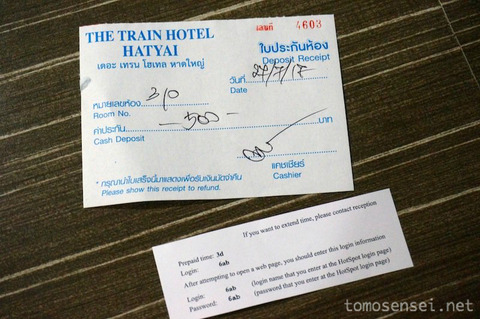 THE TRAIN HOTEL
HATYAI
เดอะ เทรน โฮเทล หาดใหญ่
เลขที่ 4603
ใบประกันห้อง
Deposit Receipt
วันที่ 27/7/17
Date
หมายเลขห้อง 310
Room No.
ค่าประกัน -500- บาท
Cash Deposit
แคชเชียร์
Cashier
* กรุณานำใบเสร็จนี้มาแสดงเพื่อรับเงินมัดจำคืน
Please show this receipt to refund.
If you want to extend time, please contact reception
Prepaid time: 3d
Login: 6ab
After attempting to open a web page, you should enter this login information
Login: 6ab (login name that you enter at the HotSpot login page)
Password: 6ab (password that you enter at the HotSpot login page)
tomosensei.net